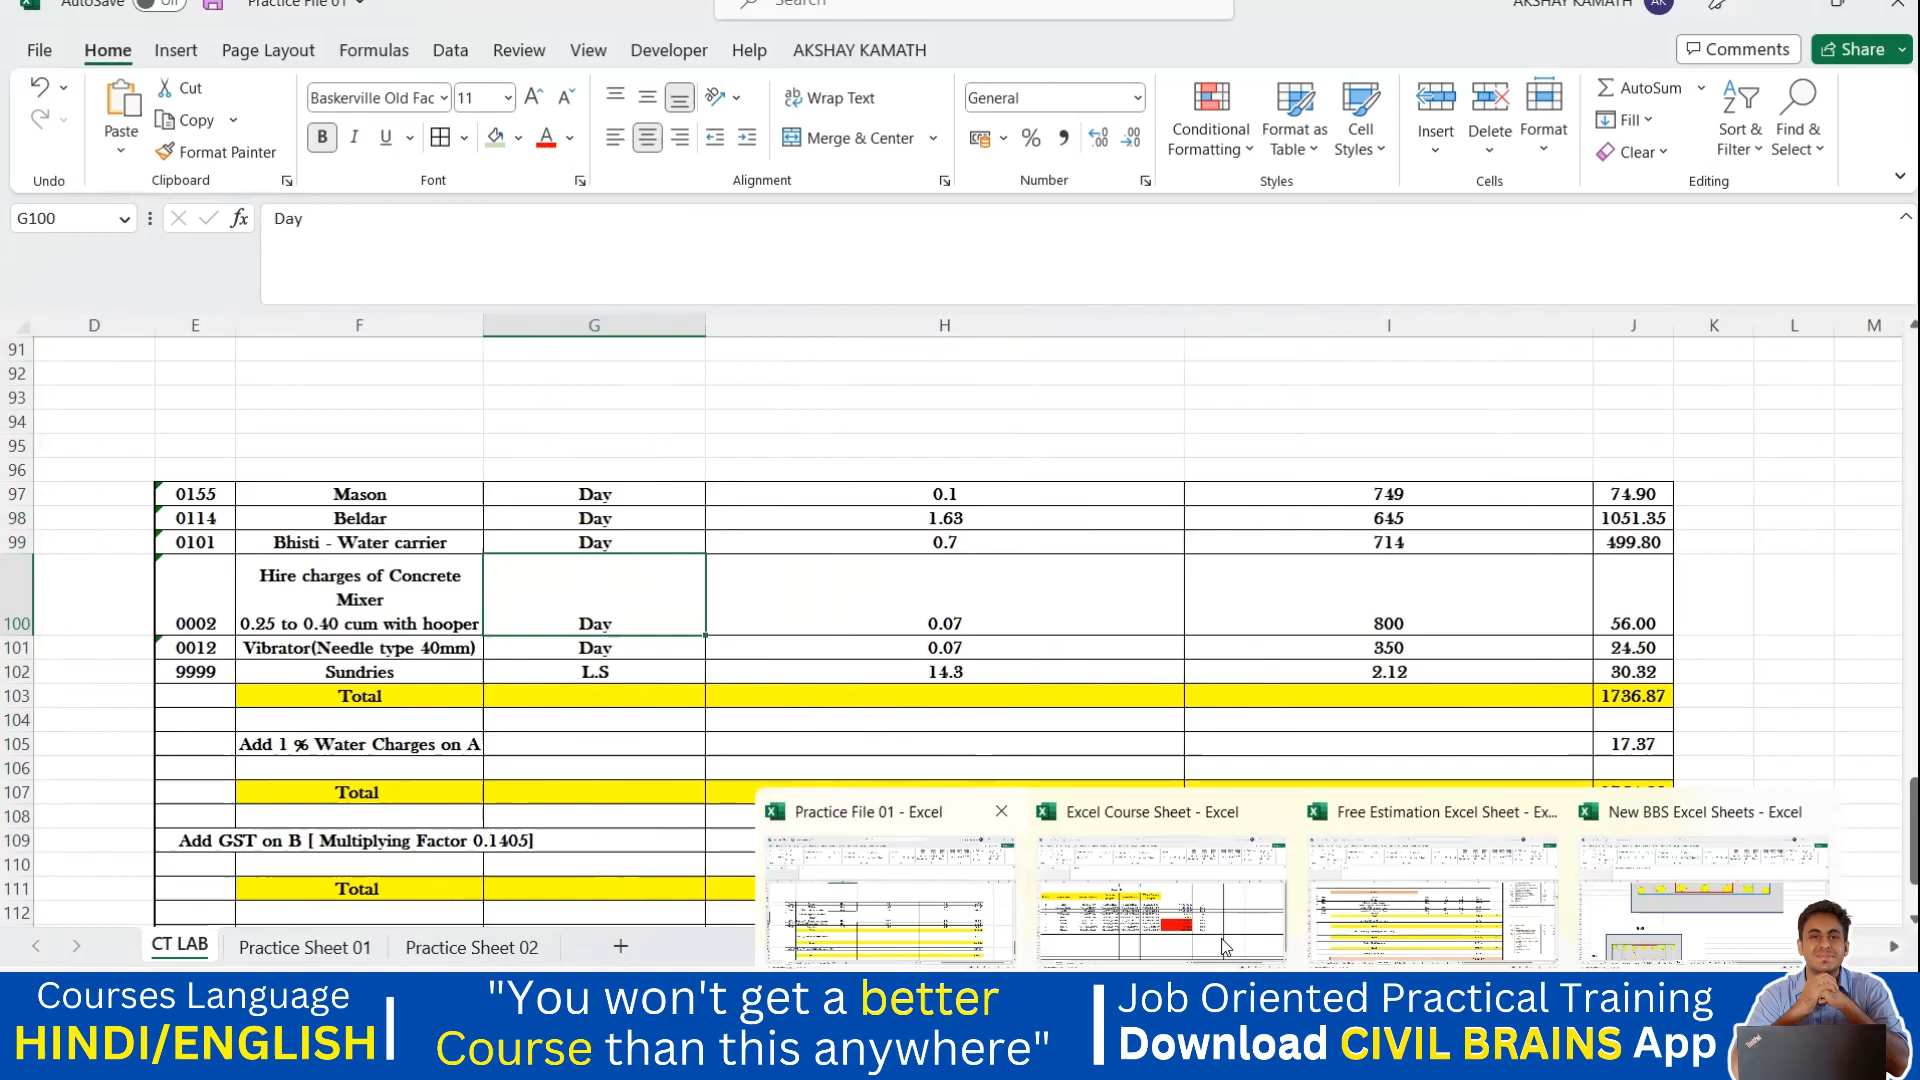 AutoSave Off Practice File 01 Search AKSHAY KAMATH AK
File Home Insert Page Layout Formulas Data Review View Developer Help AKSHAY KAMATH Comments Share
Cut Copy Format Painter Paste
Baskerville Old Fac 11
B I U A
Wrap Text
Merge & Center
General
%
Conditional Formatting Format as Table Cell Styles
Insert Delete Format
AutoSum Fill Clear
Sort & Filter Find & Select
Undo Clipboard Font Alignment Number Styles Cells Editing
G100 fx Day
D E F G H I J K L M
91
92
93
94
95
96
97 0155 Mason Day 0.1 749 74.90
98 0114 Beldar Day 1.63 645 1051.35
99 0101 Bhisti - Water carrier Day 0.7 714 499.80
Hire charges of Concrete
Mixer
100 0002 0.25 to 0.40 cum with hooper Day 0.07 800 56.00
101 0012 Vibrator(Needle type 40mm) Day 0.07 350 24.50
102 9999 Sundries L.S 14.3 2.12 30.32
103 Total 1736.87
104
105 Add 1 % Water Charges on A 17.37
106
107 Total
108
109 Add GST on B [ Multiplying Factor 0.1405]
110
111 Total
112
Practice File 01 - Excel Excel Course Sheet - Excel Free Estimation Excel Sheet - Ex... New BBS Excel Sheets - Excel
CT LAB Practice Sheet 01 Practice Sheet 02
Courses Language
HINDI/ENGLISH
"You won't get a better
Course than this anywhere"
Job Oriented Practical Training
Download CIVIL BRAINS App